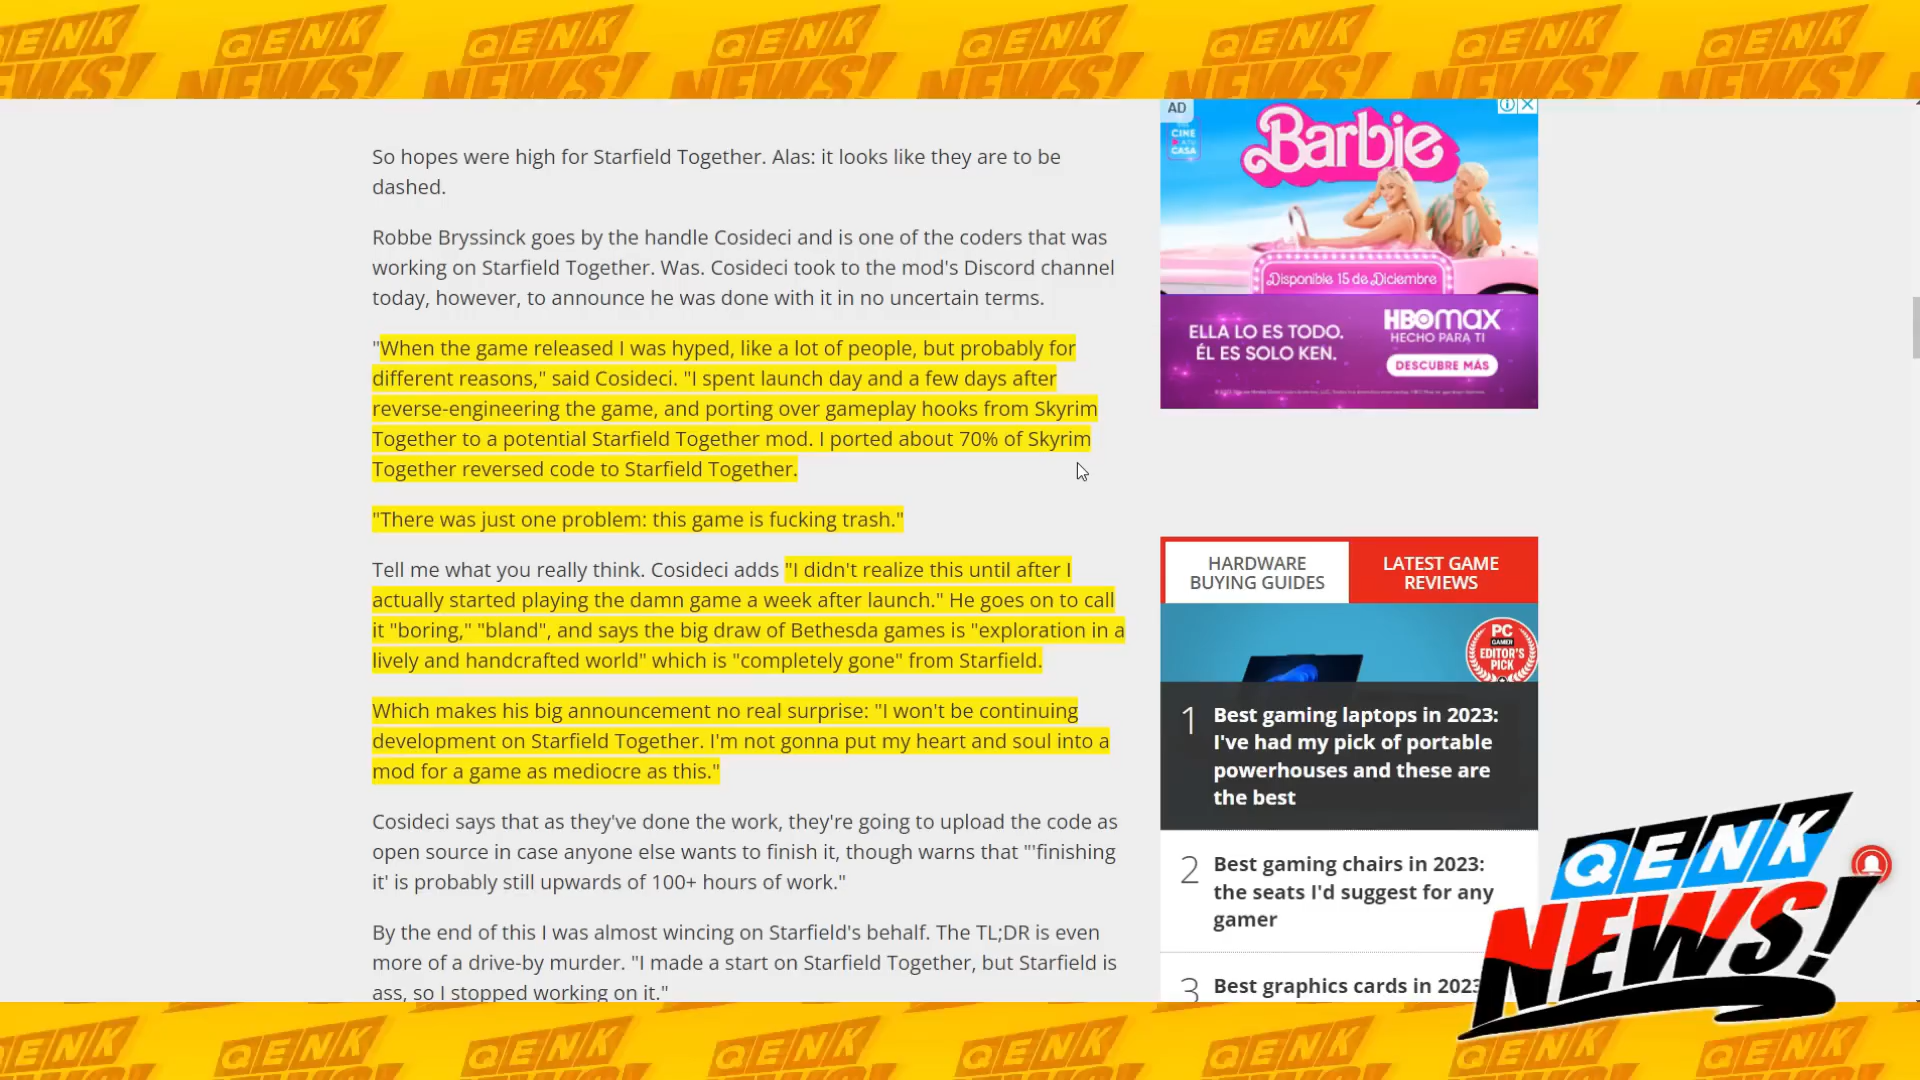 QENK NEWS!
So hopes were high for Starfield Together. Alas: it looks like they are to be
dashed.
Robbe Bryssinck goes by the handle Cosideci and is one of the coders that was
working on Starfield Together. Was. Cosideci took to the mod's Discord channel
today, however, to announce he was done with it in no uncertain terms.
"When the game released I was hyped, like a lot of people, but probably for
different reasons," said Cosideci. "I spent launch day and a few days after
reverse-engineering the game, and porting over gameplay hooks from Skyrim
Together to a potential Starfield Together mod. I ported about 70% of Skyrim
Together reversed code to Starfield Together.
"There was just one problem: this game is fucking trash."
Tell me what you really think. Cosideci adds "I didn't realize this until after I
actually started playing the damn game a week after launch." He goes on to call
it "boring," "bland", and says the big draw of Bethesda games is "exploration in a
lively and handcrafted world" which is "completely gone" from Starfield.
Which makes his big announcement no real surprise: "I won't be continuing
development on Starfield Together. I'm not gonna put my heart and soul into a
mod for a game as mediocre as this."
Cosideci says that as they've done the work, they're going to upload the code as
open source in case anyone else wants to finish it, though warns that "'finishing
it' is probably still upwards of 100+ hours of work."
By the end of this I was almost wincing on Starfield's behalf. The TL;DR is even
more of a drive-by murder. "I made a start on Starfield Together, but Starfield is
ass, so I stopped working on it."
AD
CINE
CASA
Barbie
Disponible 15 de Diciembre
ELLA LO ES TODO.
ÉL ES SOLO KEN.
HBOMAX
HECHO PARA TI
DESCUBRE MÁS
HARDWARE
BUYING GUIDES
LATEST GAME
REVIEWS
PC
GAMER
EDITOR'S
PICK
1
Best gaming laptops in 2023:
I've had my pick of portable
powerhouses and these are
the best
2
Best gaming chairs in 2023:
the seats I'd suggest for any
gamer
3
Best graphics cards in 2023
QENK
NEWS!